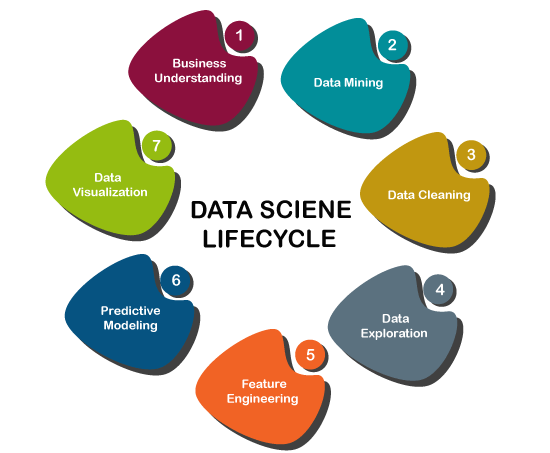 DATA SCIENE
LIFECYCLE
1
Business
Understanding
2
Data Mining
3
Data Cleaning
4
Data
Exploration
5
Feature
Engineering
6
Predictive
Modeling
7
Data
Visualization